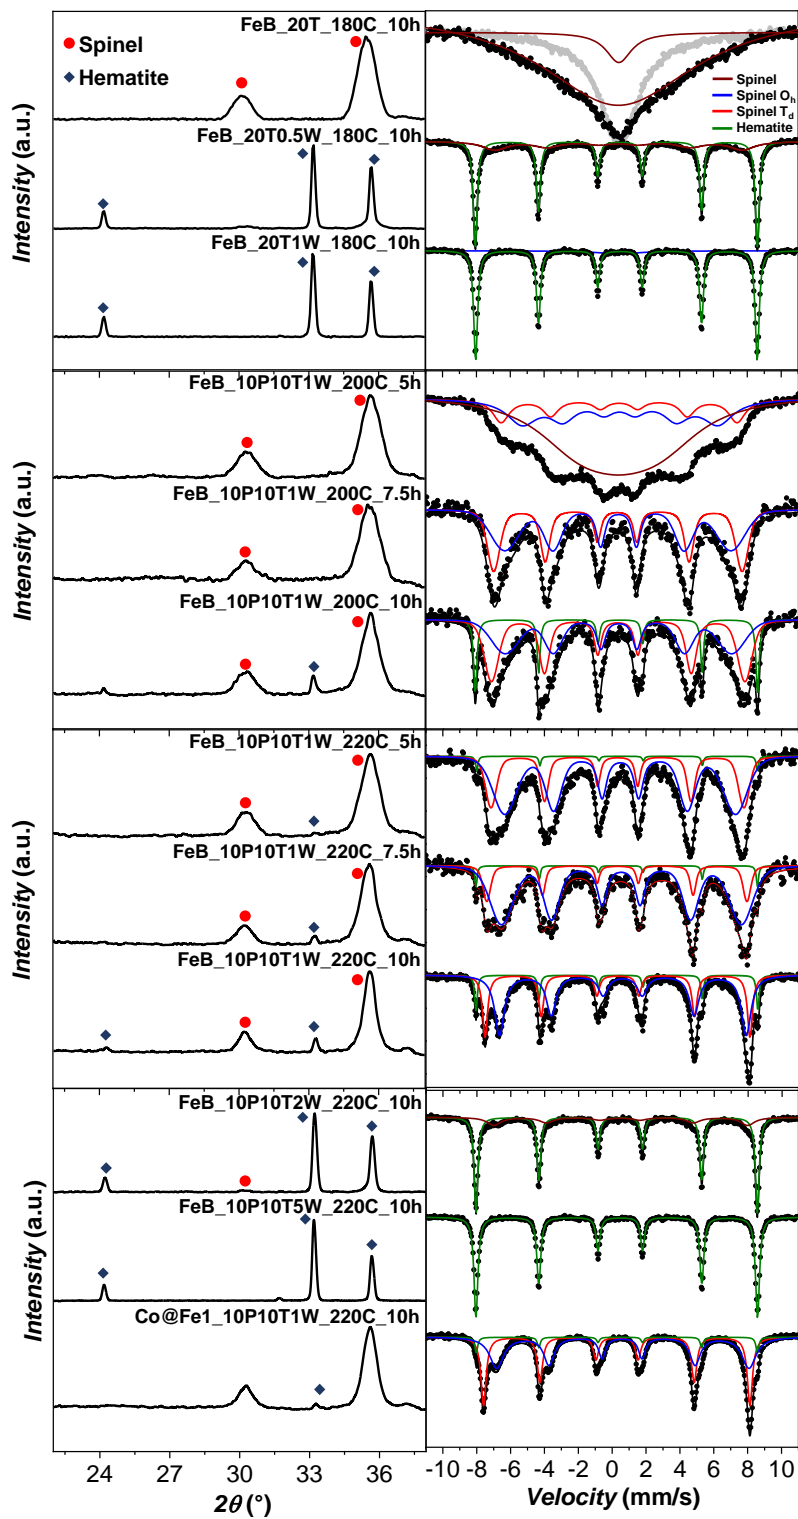 FeB_20T_180C_10h
Spinel
Hematite
FeB_20T0.5W_180C_10h
FeB_20T1W_180C_10h
Intensity (a.u.)
Spinel
Spinel Oh
Spinel Td
Hematite
FeB_10P10T1W_200C_5h
FeB_10P10T1W_200C_7.5h
FeB_10P10T1W_200C_10h
Intensity (a.u.)
FeB_10P10T1W_220C_5h
FeB_10P10T1W_220C_7.5h
FeB_10P10T1W_220C_10h
Intensity (a.u.)
FeB_10P10T2W_220C_10h
FeB_10P10T5W_220C_10h
Co@Fe1_10P10T1W_220C_10h
Intensity (a.u.)
24 27 30 33 36
2θ (°)
-10 -8 -6 -4 -2 0 2 4 6 8 10
Velocity (mm/s)